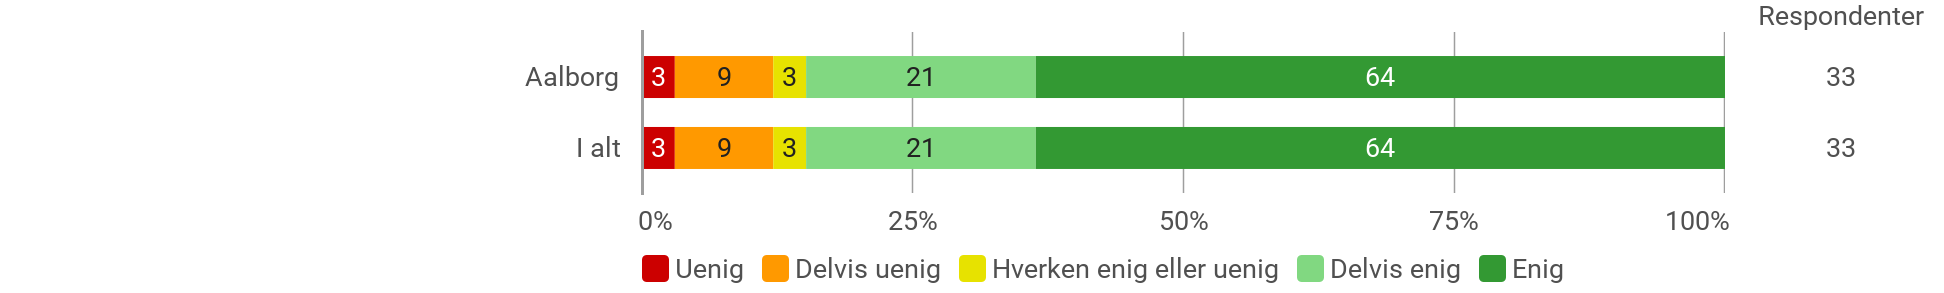 Respondenter
Aalborg 3 9 3 21 64 33
I alt 3 9 3 21 64 33
0% 25% 50% 75% 100%
Uenig Delvis uenig Hverken enig eller uenig Delvis enig Enig